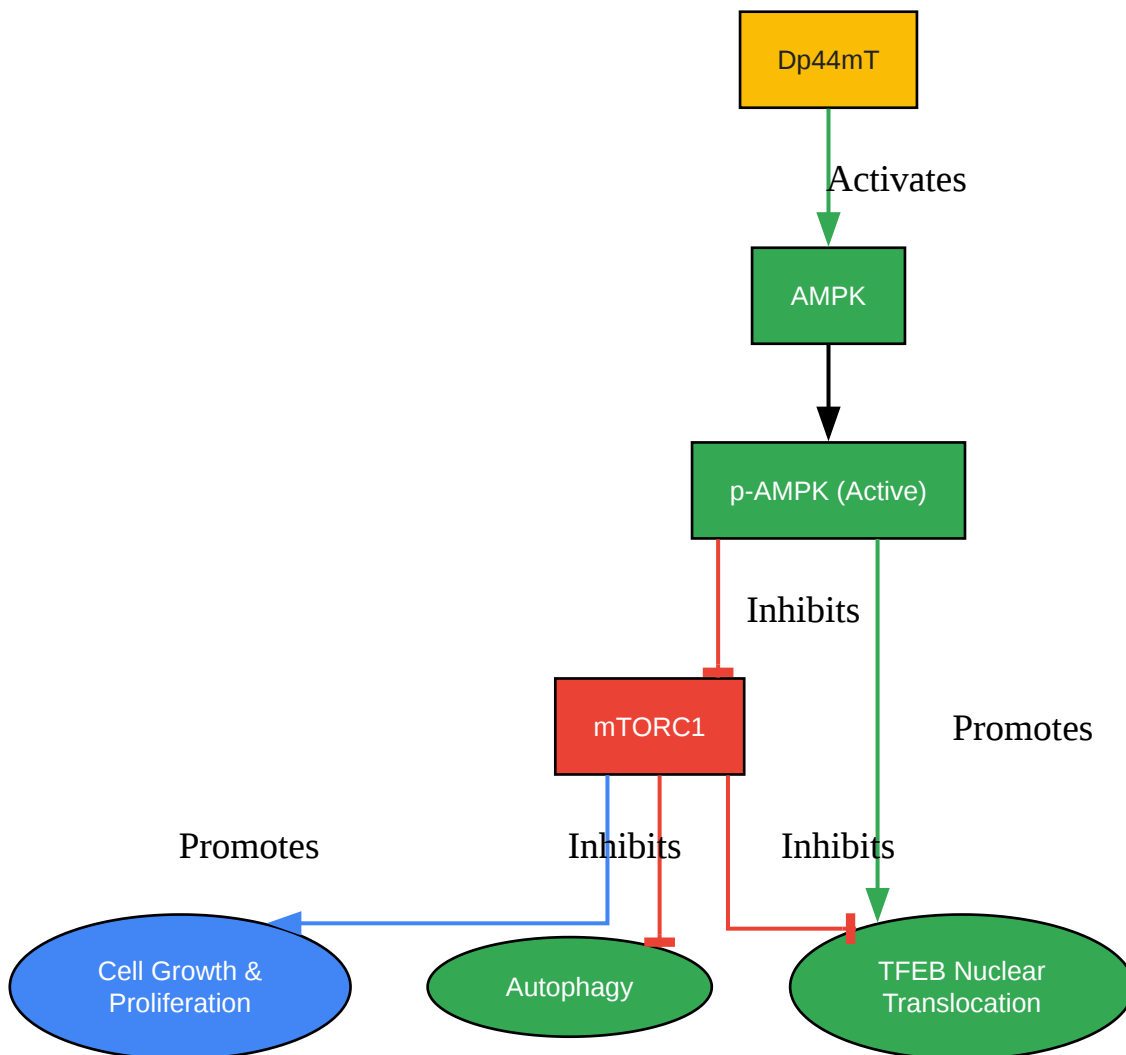 Dp44mT
Activates
AMPK
p-AMPK (Active)
Inhibits
mTORC1
Promotes
Promotes
Inhibits
Inhibits
Cell Growth &
Proliferation
Autophagy
TFEB Nuclear
Translocation